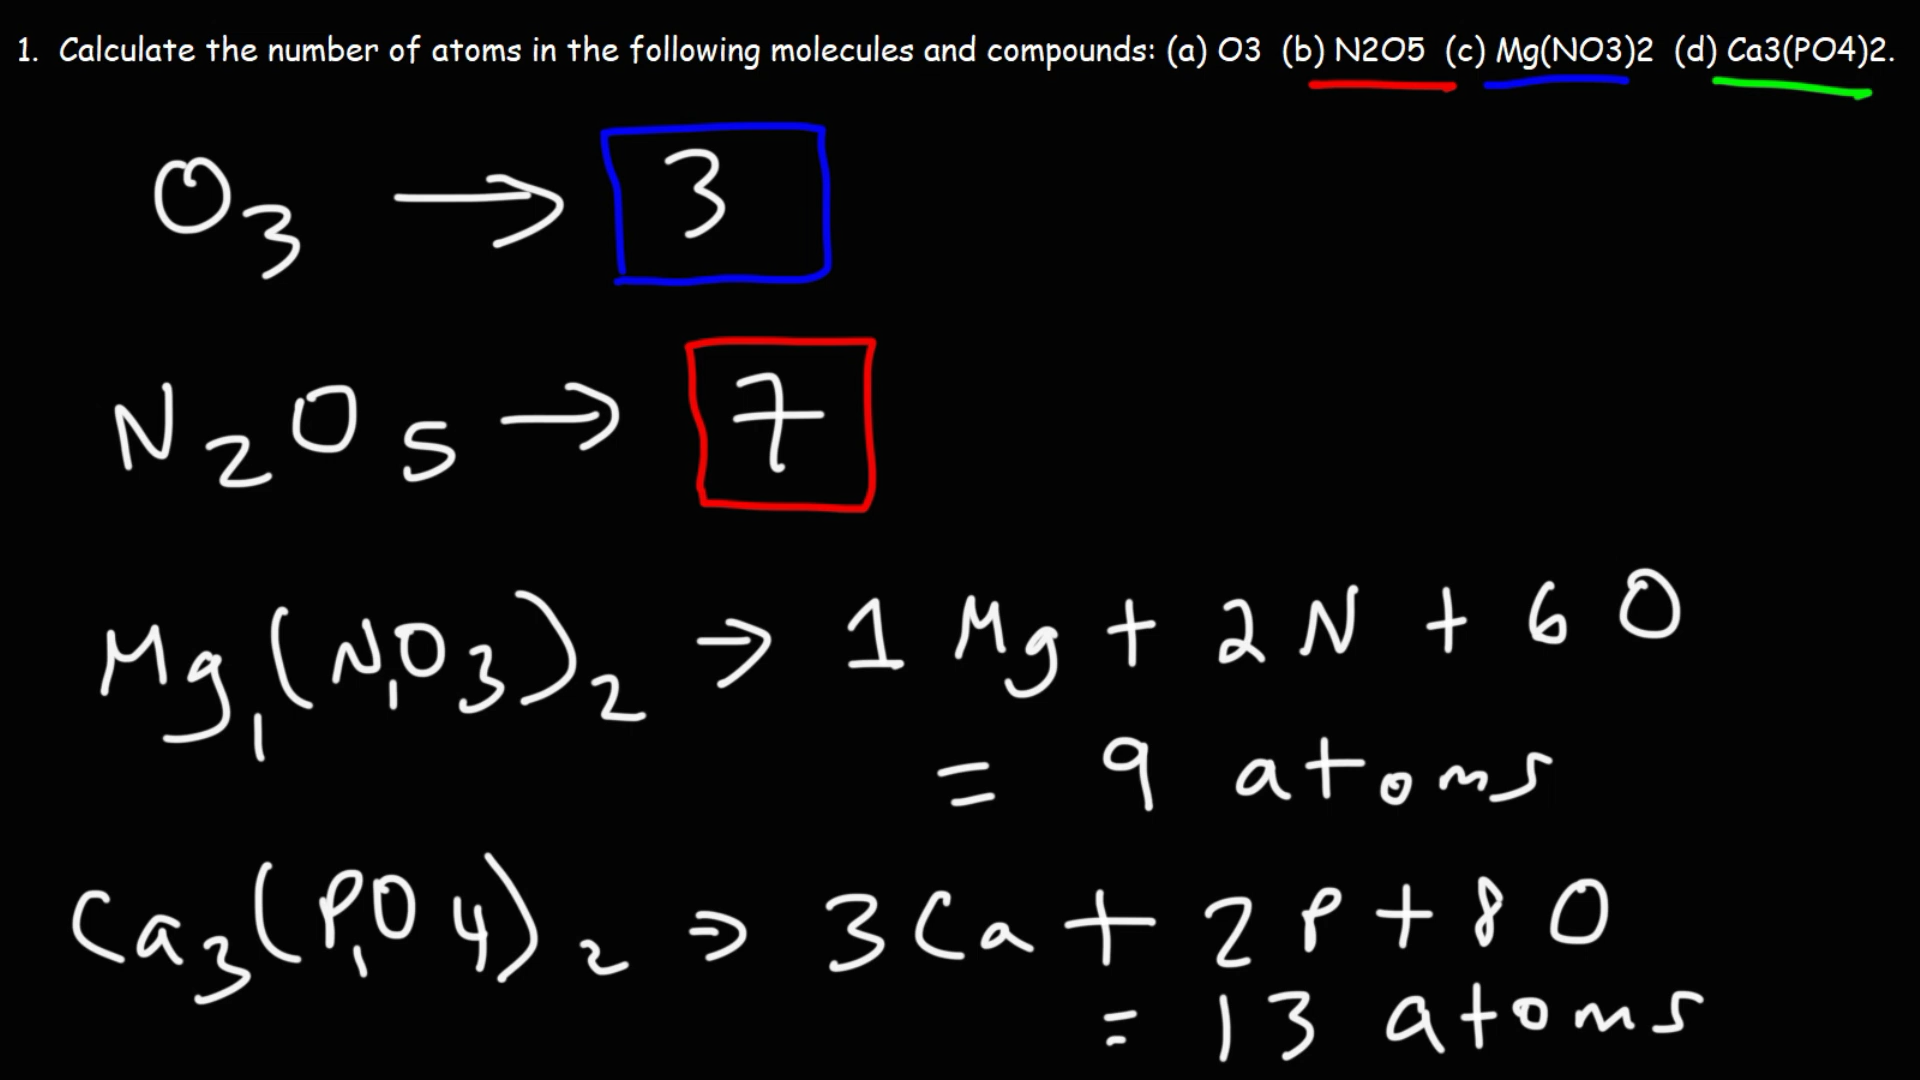 1. Calculate the number of atoms in the following molecules and compounds: (a) O3 (b) N2O5 (c) Mg(NO3)2 (d) Ca3(PO4)2.
O3 → 3
N2O5 → 7
Mg1(N1O3)2 → 1 Mg + 2 N + 6 O
= 9 atoms
Ca3(P1O4)2 ⇒ 3 Ca + 2 P + 8 O
= 13 atoms